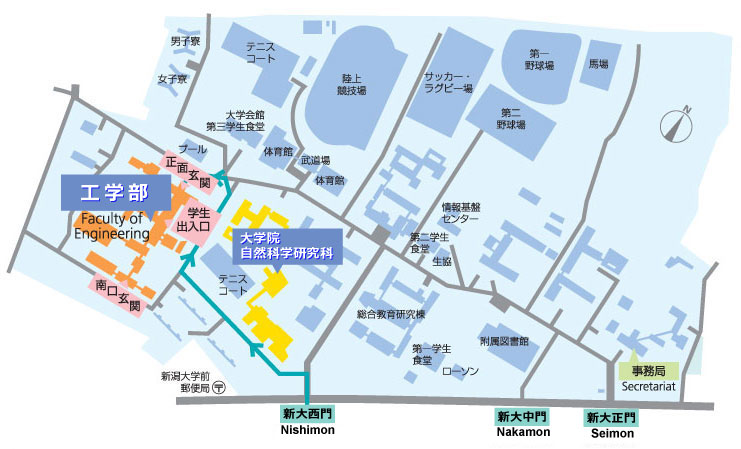 男子寮
女子寮
テニス
コート
陸上
競技場
サッカー・
ラグビー場
第一
野球場
馬場
第二
野球場
N
大学会館
第三学生食堂
プール
体育館
武道場
体育館
正面玄関
工学部
Faculty of
Engineering
学生
出入口
大学院
自然科学研究科
情報基盤
センター
第二学生
食堂
生協
テニス
コート
南口玄関
総合教育研究棟
附属図書館
第一学生
食堂
ローソン
事務局
Secretariat
新潟大学前
郵便局
〒
新大西門
Nishimon
新大中門
Nakamon
新大正門
Seimon